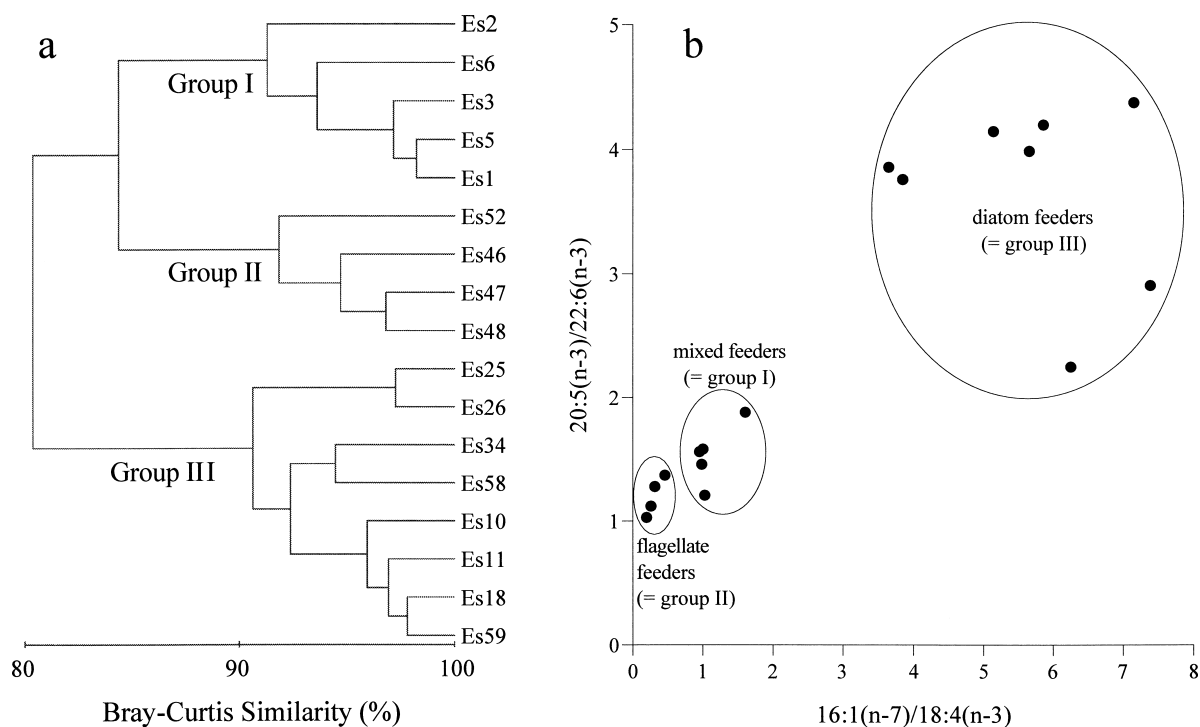 a
Es2
Es6
Group I
Es3
Es5
Es1
Es52
Es46
Group II
Es47
Es48
Es25
Es26
Es34
Group III
Es58
Es10
Es11
Es18
Es59
80
90
100
Bray-Curtis Similarity (%)
b
5
4
3
2
1
0
20:5(n-3)/22:6(n-3)
diatom feeders
(= group III)
mixed feeders
(= group I)
flagellate
feeders
(= group II)
0
1
2
3
4
5
6
7
8
16:1(n-7)/18:4(n-3)